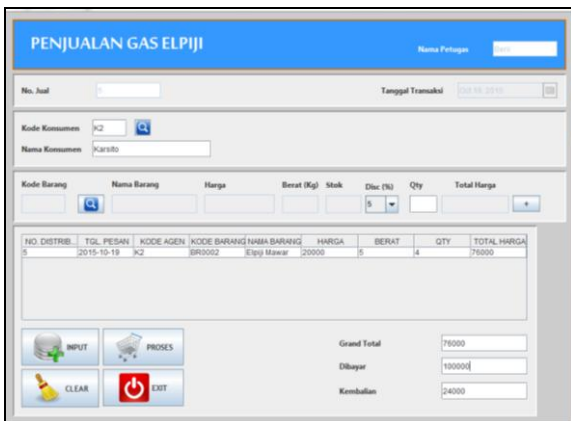 PENJUALAN GAS ELPIJI
Nama Petugas
No. Jual 5 Tanggal Transaksi
Kode Konsumen K2
Nama Konsumen Karsito
Kode Barang Nama Barang Harga Berat (Kg) Stok Disc (%) Qty Total Harga
5 +
NO. DISTRIB... TGL. PESAN KODE AGEN KODE BARANG NAMA BARANG HARGA BERAT QTY TOTAL HARGA
5 2015-10-19 K2 BR0002 Elpiji Mawar 20000 5 4 76000
INPUT PROSES Grand Total 76000
Dibayar 100000
CLEAR EXIT Kembalian 24000